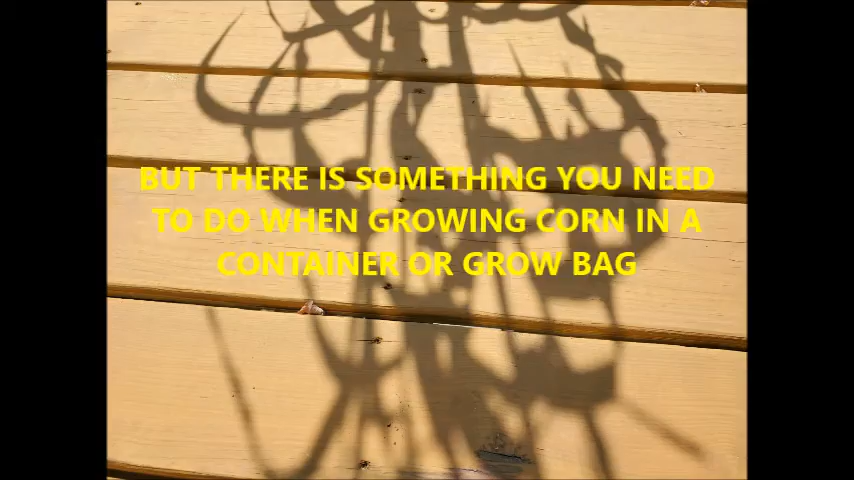 BUT THERE IS SOMETHING YOU NEED
TO DO WHEN GROWING CORN IN A
CONTAINER OR GROW BAG